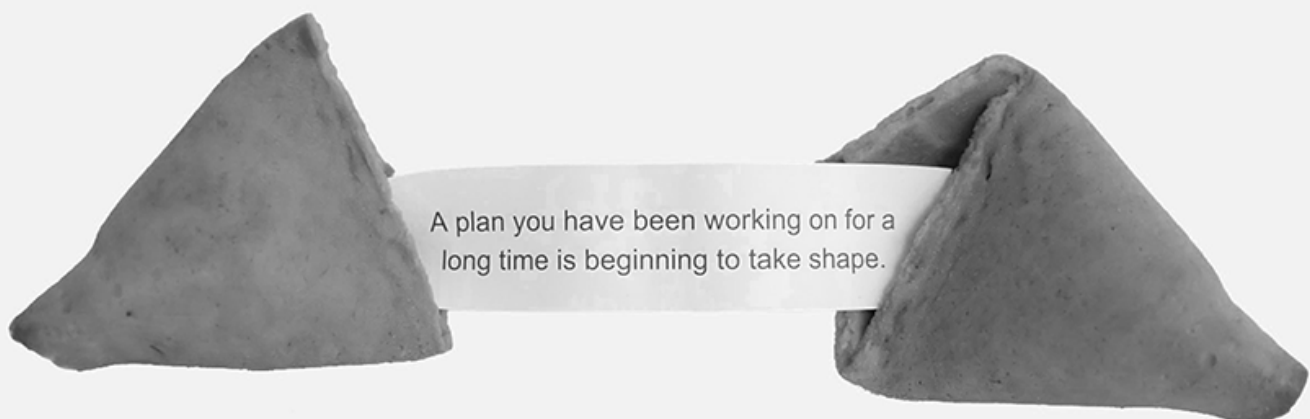 A plan you have been working on for a
long time is beginning to take shape.